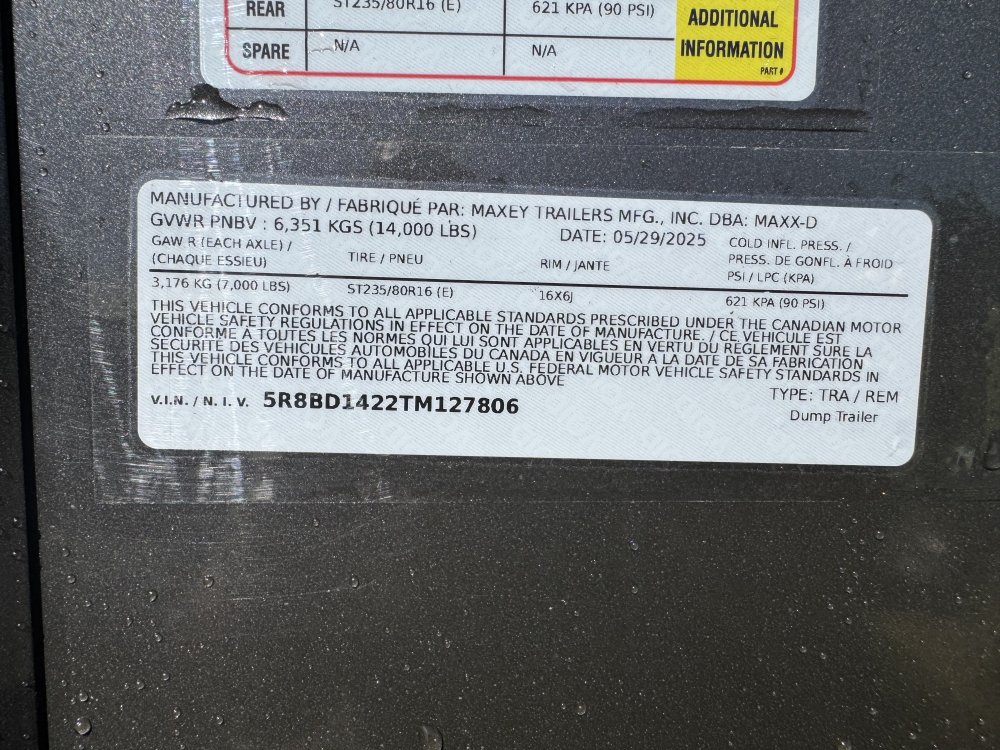 REAR ST235/80R16 (E) 621 KPA (90 PSI)
ADDITIONAL
SPARE N/A N/A INFORMATION
PART #
MANUFACTURED BY / FABRIQUÉ PAR: MAXEY TRAILERS MFG., INC. DBA: MAXX-D
GVWR PNBV : 6,351 KGS (14,000 LBS) DATE: 05/29/2025
GAW R (EACH AXLE) / (CHAQUE ESSIEU) TIRE / PNEU RIM / JANTE COLD INFL. PRESS. / PRESS. DE GONFL. À FROID PSI / LPC (KPA)
3,176 KG (7,000 LBS) ST235/80R16 (E) 16X6J 621 KPA (90 PSI)
THIS VEHICLE CONFORMS TO ALL APPLICABLE STANDARDS PRESCRIBED UNDER THE CANADIAN MOTOR
VEHICLE SAFETY REGULATIONS IN EFFECT ON THE DATE OF MANUFACTURE. / CE VEHICULE EST
CONFORME A TOUTES LES NORMES QUI LUI SONT APPLICABLES EN VERTU DU REGLEMENT SURE LA
SECURITE DES VEHICULES AUTOMOBILES DU CANADA EN VIGUEUR A LA DATE DE SA FABRICATION
THIS VEHICLE CONFORMS TO ALL APPLICABLE U.S. FEDERAL MOTOR VEHICLE SAFETY STANDARDS IN
EFFECT ON THE DATE OF MANUFACTURE SHOWN ABOVE
TYPE: TRA / REM
V.I.N. / N. I. V. 5R8BD1422TM127806
Dump Trailer